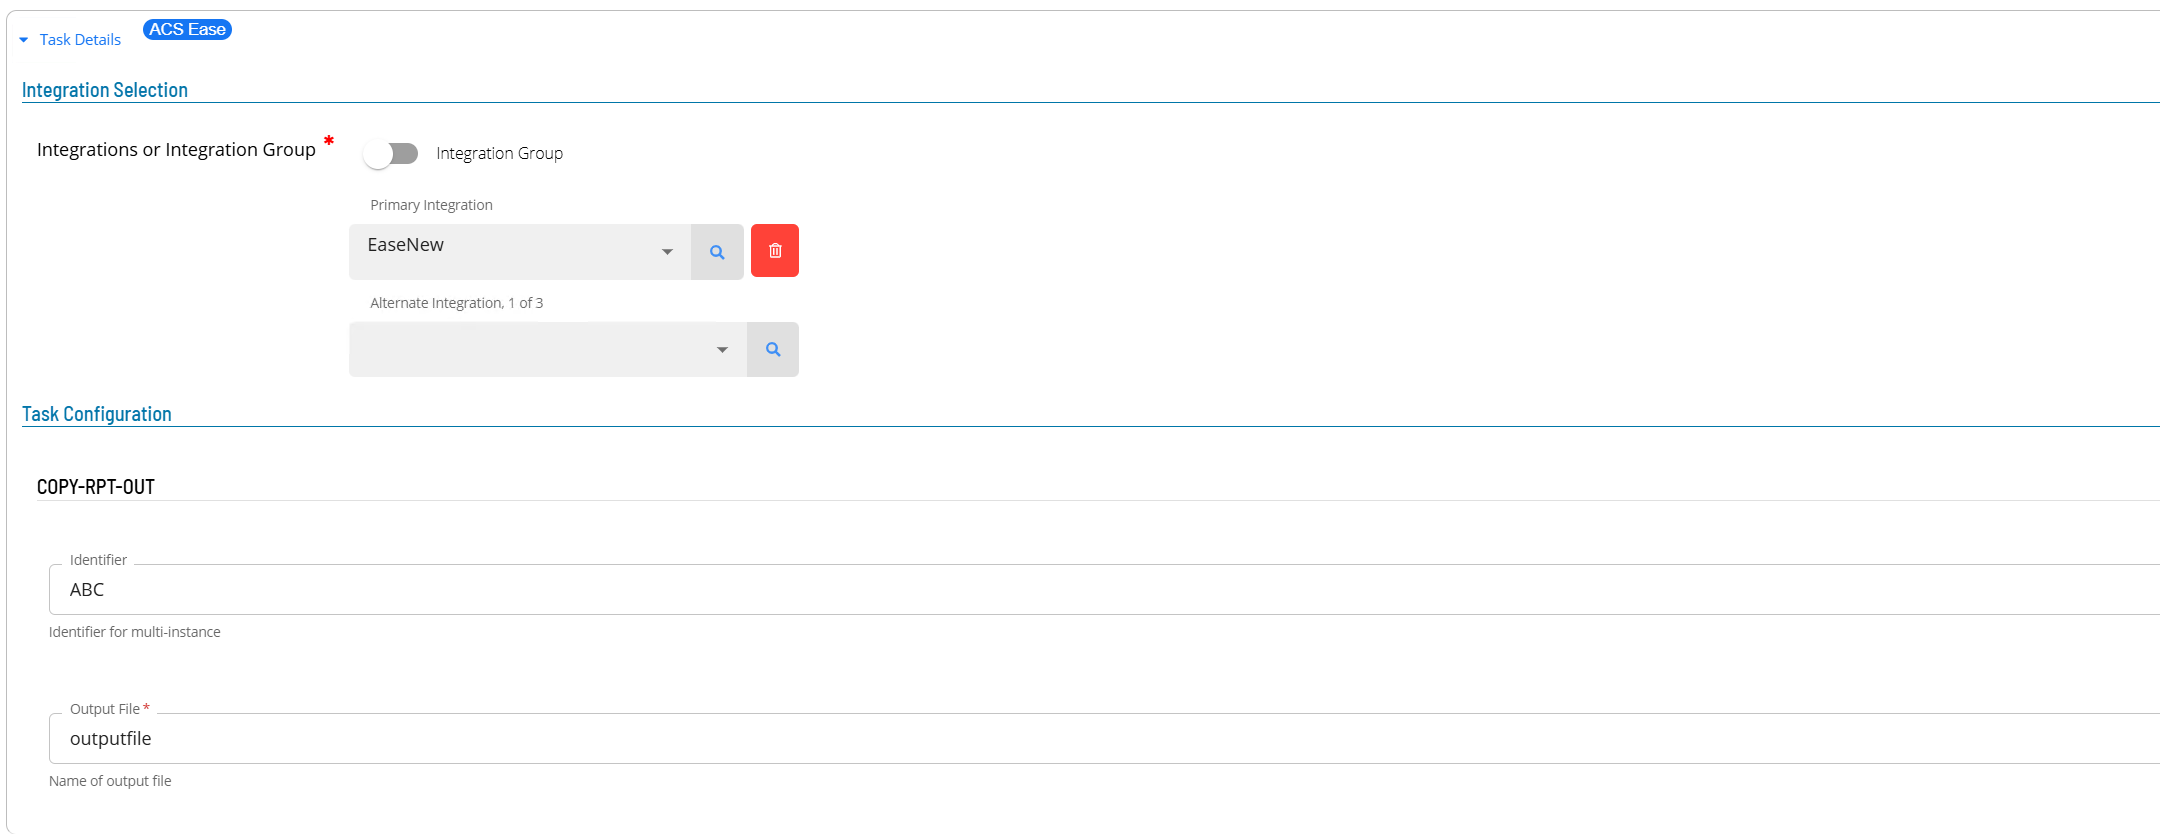 Task Details
ACS Ease
Integration Selection
Integrations or Integration Group *
Integration Group
Primary Integration
EaseNew
Alternate Integration, 1 of 3
Task Configuration
COPY-RPT-OUT
Identifier
ABC
Identifier for multi-instance
Output File *
outputfile
Name of output file